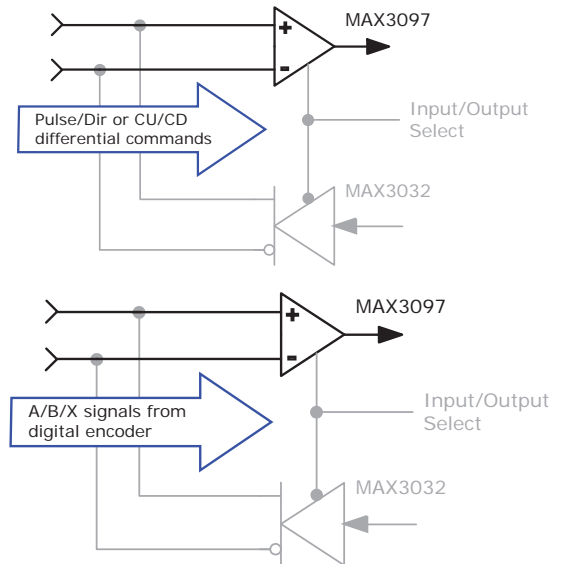 MAX3097
+
-
Pulse/Dir or CU/CD
differential commands
Input/Output
Select
MAX3032
MAX3097
+
-
A/B/X signals from
digital encoder
Input/Output
Select
MAX3032